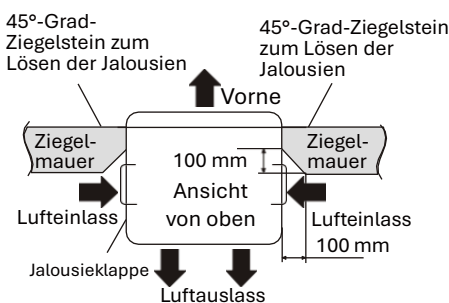 45°-Grad-
Ziegelstein zum
Lösen der Jalousien
45°-Grad-Ziegelstein
zum Lösen der
Jalousien
Vorne
Ziegel-
mauer
Ziegel-
mauer
100 mm
Ansicht
von oben
Lufteinlass
Lufteinlass
100 mm
Jalousieklappe
Luftauslass